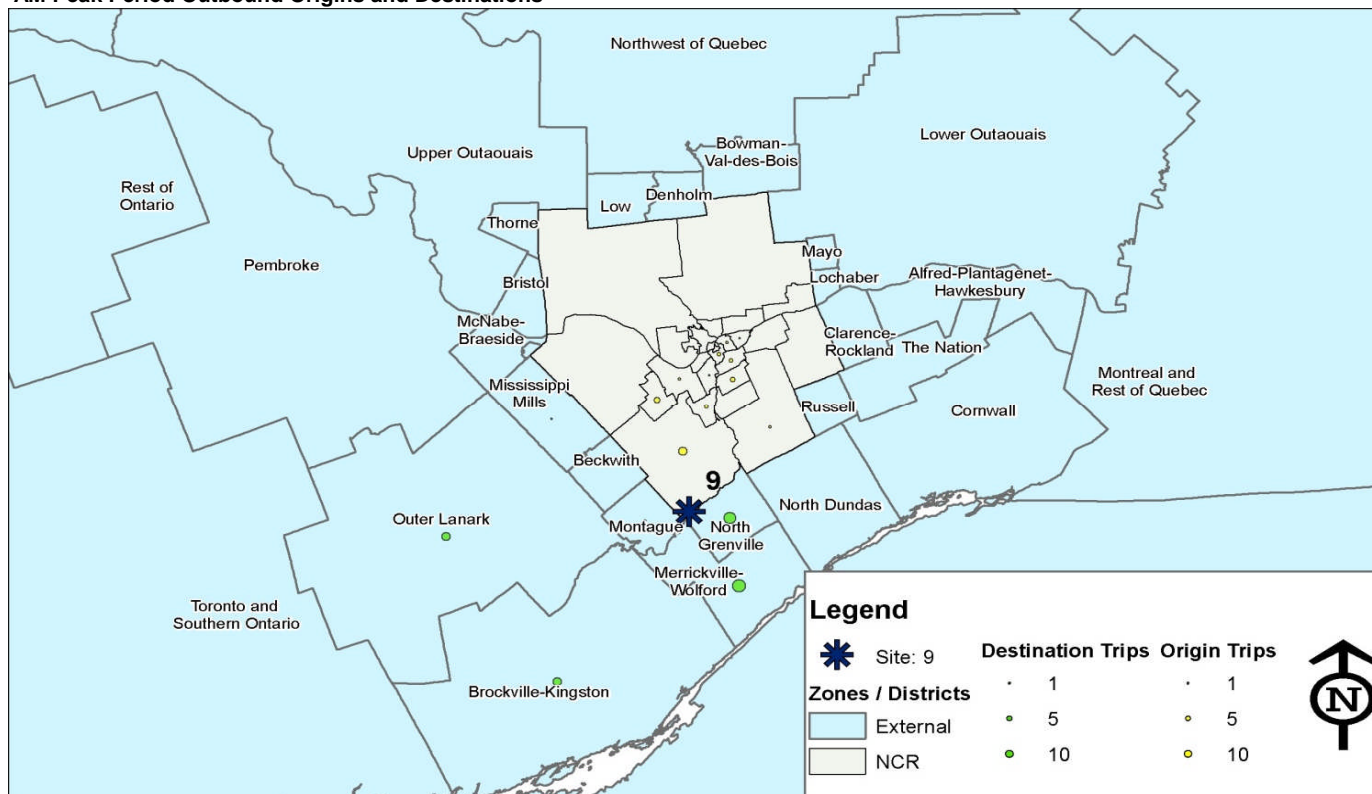 AM Peak Period Outbound Origins and Destinations
Northwest of Quebec
Lower Outaouais
Bowman-
Val-des-Bois
Upper Outaouais
Rest of
Ontario
Denholm
Low
Thorne
Mayo
Pembroke
Lochaber
Alfred-Plantagenet-
Hawkesbury
Bristol
McNabe-
Braeside
Clarence-
Rockland
The Nation
Montreal and
Rest of Quebec
Mississippi
Mills
Russell
Cornwall
Beckwith
9
North Dundas
Outer Lanark
Montague
North
Grenville
Merrickville-
Wolford
Toronto and
Southern Ontario
Brockville-Kingston
Legend
Site: 9
Zones / Districts
External
NCR
Destination Trips
1
5
10
Origin Trips
1
5
10
N